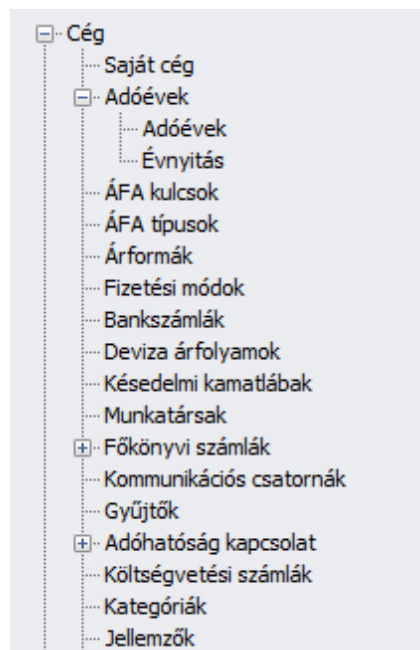 Cég
Saját cég
Adóévek
Adóévek
Évnyitás
ÁFA kulcsok
ÁFA típusok
Árformák
Fizetési módok
Bankszámlák
Deviza árfolyamok
Késedelmi kamatlábak
Munkatársak
Főkönyvi számlák
Kommunikációs csatornák
Gyűjtők
Adóhatóság kapcsolat
Költségvetési számlák
Kategóriák
Jellemzők